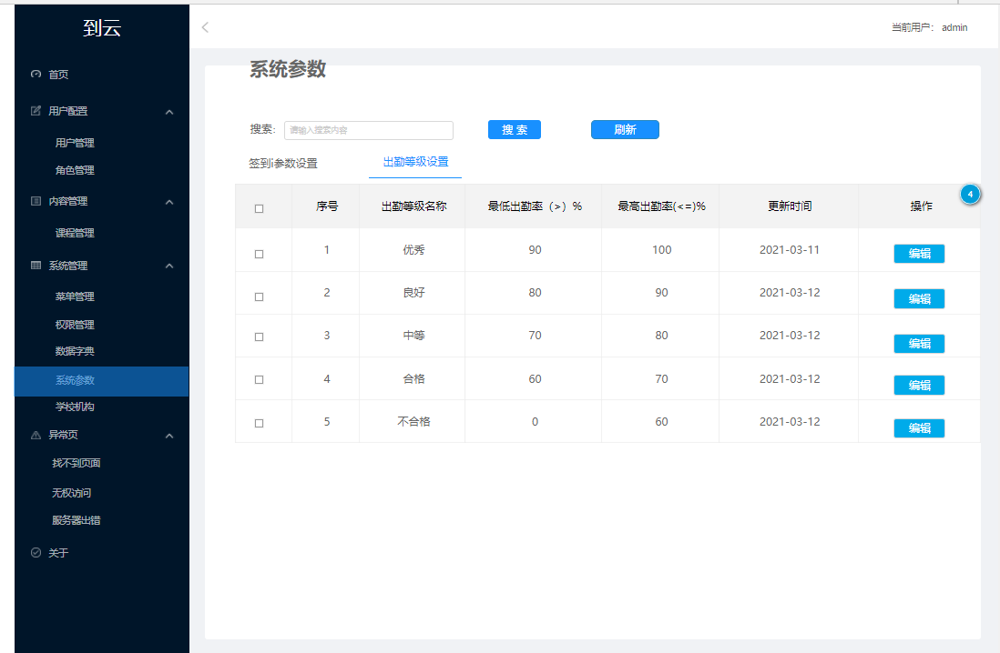 到云
当前用户： admin
首页
用户配置
用户管理
角色管理
内容管理
课程管理
系统管理
菜单管理
权限管理
数据字典
系统参数
学校机构
异常页
找不到页面
无权访问
服务器出错
关于
系统参数
搜索: 请输入搜索内容 搜 索 刷新
签到i参数设置 出勤等级设置
4
序号 出勤等级名称 最低出勤率（>）% 最高出勤率(<=)% 更新时间 操作
1 优秀 90 100 2021-03-11 编辑
2 良好 80 90 2021-03-12 编辑
3 中等 70 80 2021-03-12 编辑
4 合格 60 70 2021-03-12 编辑
5 不合格 0 60 2021-03-12 编辑